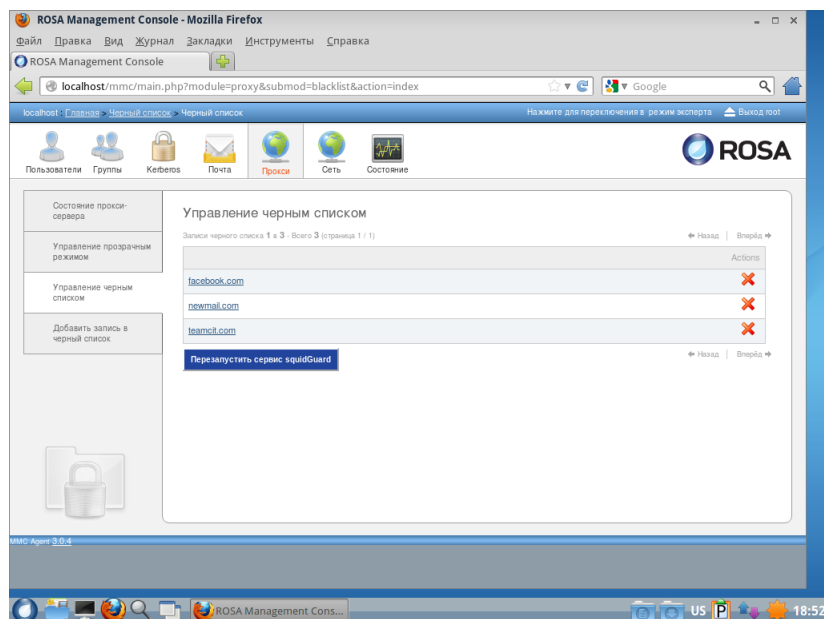 ROSA Management Console - Mozilla Firefox
Файл Правка Вид Журнал Закладки Инструменты Справка
ROSA Management Console
localhost/mmc/main.php?module=proxy&submod=blacklist&action=index
Google
localhost : Главная > Черный список > Черный список
Нажмите для переключения в режим эксперта
Выход root
Пользователи Группы Kerberos Почта Прокси Сеть Состояние
ROSA
Состояние прокси-
сервера
Управление прозрачным
режимом
Управление черным
списком
Добавить запись в
черный список
Управление черным списком
Записи черного списка 1 в 3 - Всего 3 (страница 1 / 1)
Назад | Вперёд
Actions
facebook.com
newmail.com
teamcit.com
Назад | Вперёд
Перезапустить сервис squidGuard
MMC Agent 3.0.4
ROSA Management Cons...
US
P
18:52